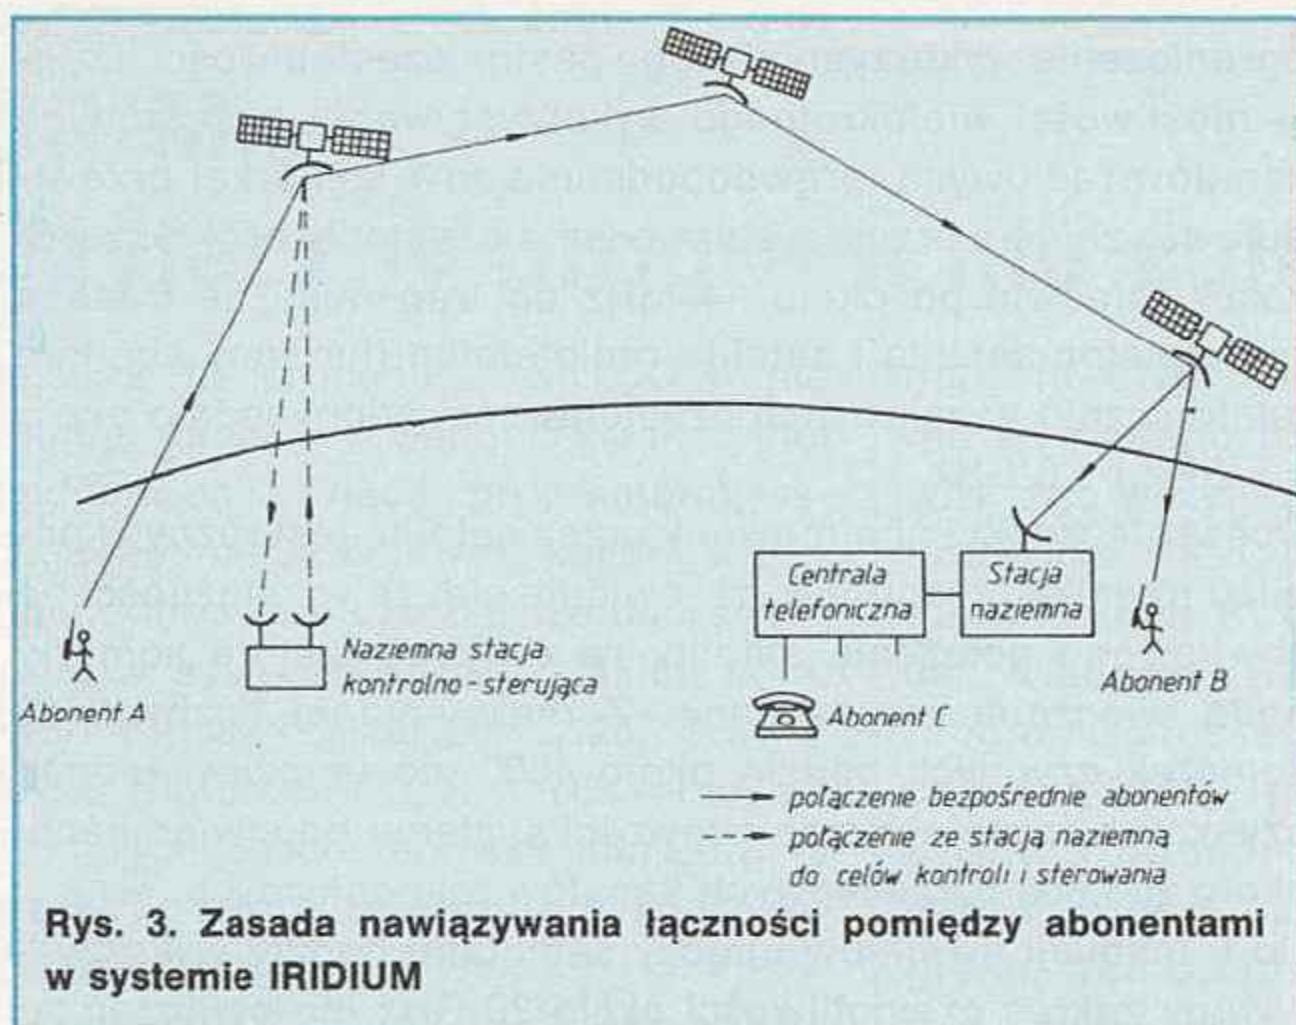 Centrala
telefoniczna
Stacja
naziemna
Naziemna stacja
kontrolno-sterująca
Abonent A
Abonent B
Abonent C
połączenie bezpośrednie abonentów
połączenie ze stacją naziemną
do celów kontroli i sterowania
Rys. 3. Zasada nawiązywania łączności pomiędzy abonentami
w systemie IRIDIUM